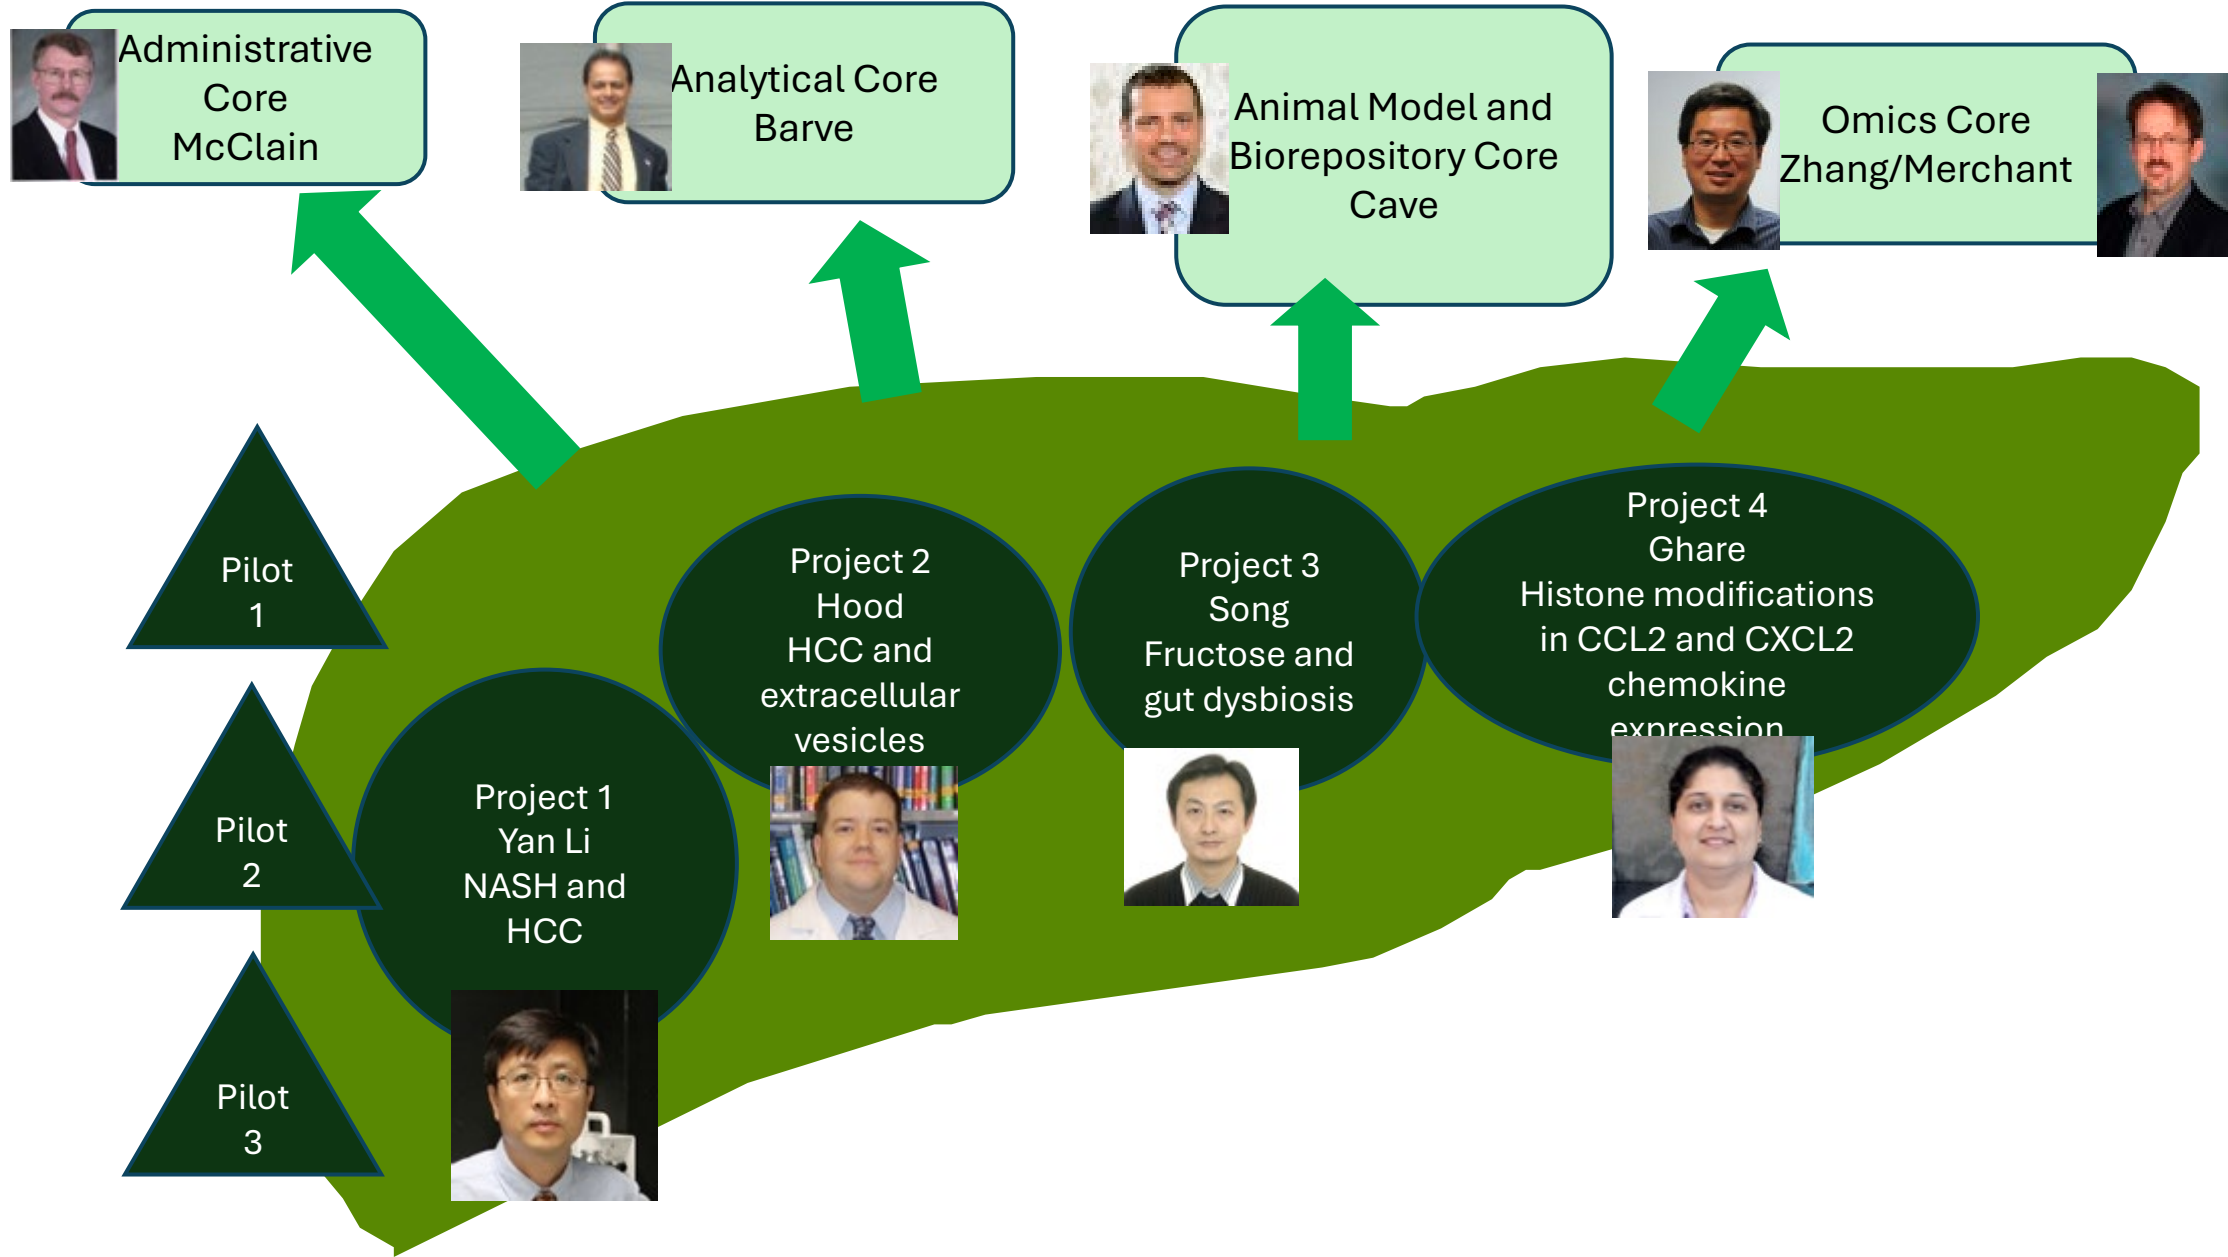 Administrative
Core
McClain
Analytical Core
Barve
Animal Model and
Biorepository Core
Cave
Omics Core
Zhang/Merchant
Pilot
1
Pilot
2
Pilot
3
Project 1
Yan Li
NASH and
HCC
Project 2
Hood
HCC and
extracellular
vesicles
Project 3
Song
Fructose and
gut dysbiosis
Project 4
Ghare
Histone modifications
in CCL2 and CXCL2
chemokine
expression